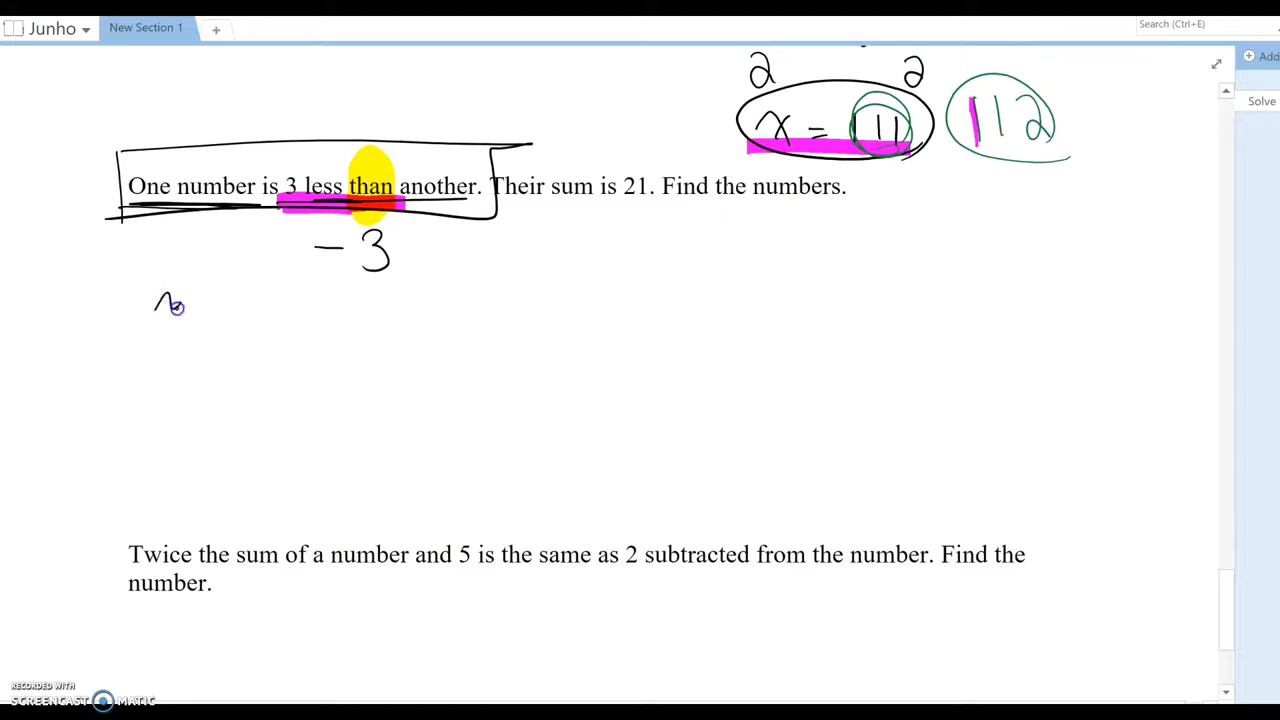 Junho
New Section 1
Search (Ctrl+E)
Add
Solve
2 2
x = 111 112
One number is 3 less than another. Their sum is 21. Find the numbers.
- 3
Twice the sum of a number and 5 is the same as 2 subtracted from the number. Find the
number.
RECORDED WITH
SCREENCAST MATIC